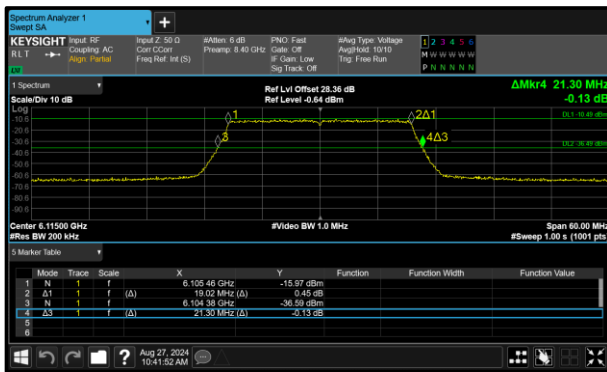 Spectrum Analyzer 1
Swept SA
KEYSIGHT Input: RF Input Z: 50 Ω #Atten: 6 dB PNO: Fast #Avg Type: Voltage 1 2 3 4 5 6
RLT Coupling: AC Corr CCorr Preamp: 8.40 GHz Gate: Off Avg|Hold: 10/10 M W W W W W
Align: Partial Freq Ref: Int (S) IF Gain: Low Trig: Free Run
Sig Track: Off P N N N N N
1 Spectrum Ref Lvl Offset 28.36 dB ΔMkr4 21.30 MHz
Scale/Div 10 dB Ref Level -0.64 dBm -0.13 dB
Log
-10.6 1 2Δ1 DL1 -10.49 dBm
-20.6
-30.6 3 4Δ3 DL2 -36.49 dBm
-40.6
-50.6
-60.6
-70.6
-80.6
-90.6
Center 6.11500 GHz #Video BW 1.0 MHz Span 60.00 MHz
#Res BW 200 kHz #Sweep 1.00 s (1001 pts)
5 Marker Table
Mode Trace Scale X Y Function Function Width Function Value
1 N 1 f 6.105 46 GHz -15.97 dBm
2 Δ1 1 f (Δ) 19.02 MHz (Δ) 0.45 dB
3 N 1 f 6.104 38 GHz -36.59 dBm
4 Δ3 1 f (Δ) 21.30 MHz (Δ) -0.13 dB
5
6
? Aug 27, 2024
10:41:52 AM